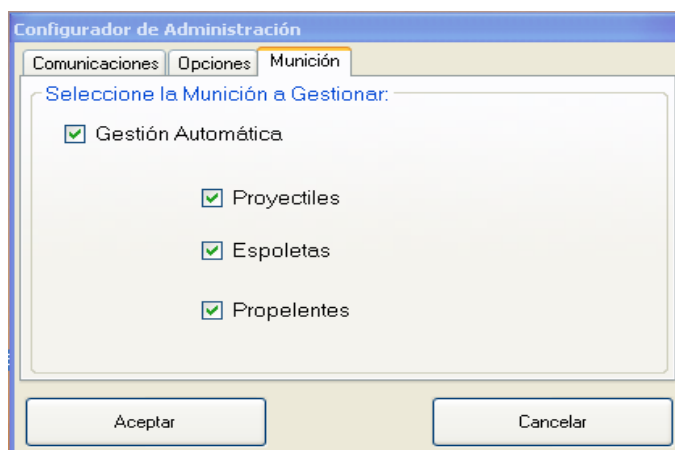 Configurador de Administración
Comunicaciones Opciones Munición
Seleccione la Munición a Gestionar:
Gestión Automática
Proyectiles
Espoletas
Propelentes
Aceptar Cancelar